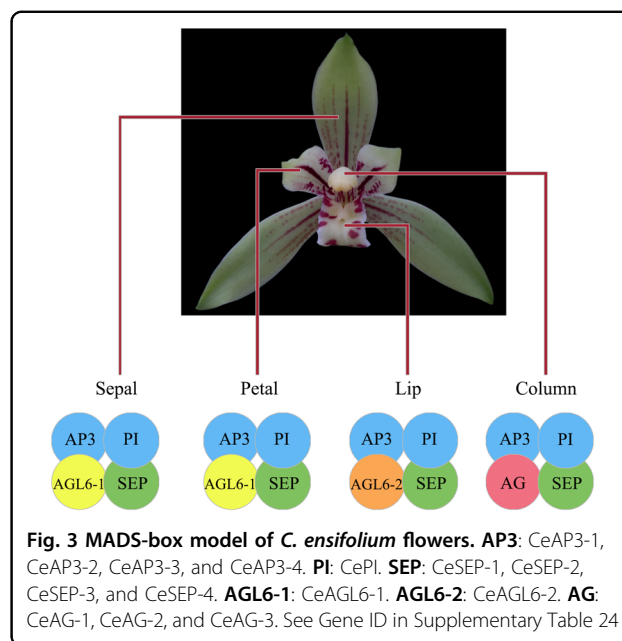 Sepal Petal Lip Column
AP3 PI AP3 PI AP3 PI AP3 PI
AGL6-1 SEP AGL6-1 SEP AGL6-2 SEP AG SEP
Fig. 3 MADS-box model of C. ensifolium flowers. AP3: CeAP3-1,
CeAP3-2, CeAP3-3, and CeAP3-4. PI: CePI. SEP: CeSEP-1, CeSEP-2,
CeSEP-3, and CeSEP-4. AGL6-1: CeAGL6-1. AGL6-2: CeAGL6-2. AG:
CeAG-1, CeAG-2, and CeAG-3. See Gene ID in Supplementary Table 24